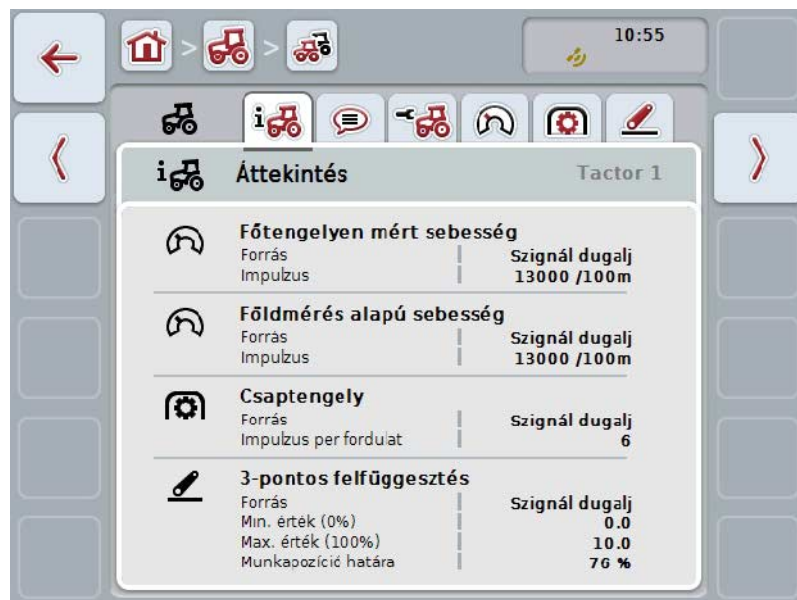 10:55
Áttekintés Tactor 1
Főtengelyen mért sebesség
Forrás Szignál dugalj
Impulzus 13000 /100m
Főldmérés alapú sebesség
Forrás Szignál dugalj
Impulzus 13000 /100m
Csaptengely
Forrás Szignál dugalj
Impulzus per fordulat 6
3-pontos felfüggesztés
Forrás Szignál dugalj
Min. érték (0%) 0.0
Max. érték (100%) 10.0
Munkapozíció határa 76 %